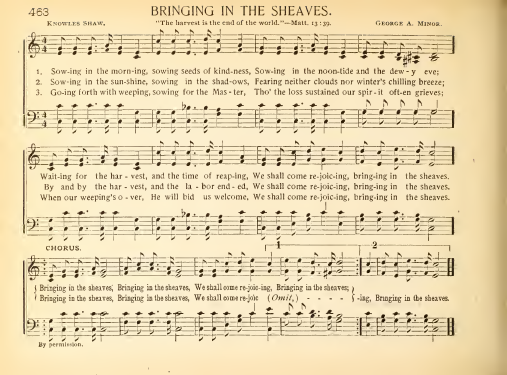 463
BRINGING IN THE SHEAVES.
KNOWLES SHAW. "The harvest is the end of the world."—Matt. 13:39. GEORGE A. MINOR.
1. Sow-ing in the morn-ing, sowing seeds of kind-ness, Sow-ing in the noon-tide and the dew-y eve;
2. Sow-ing in the sun-shine, sowing in the shad-ows, Fearing neither clouds nor winter's chilling breeze;
3. Go-ing forth with weeping, sowing for the Mas-ter, Tho' the loss sustained our spir-it oft-en grieves;
Wait-ing for the har-vest, and the time of reap-ing, We shall come re-joic-ing, bring-ing in the sheaves.
By and by the har-vest, and the la-bor end-ed, We shall come re-joic-ing, bring-ing in the sheaves.
When our weeping's o-ver, He will bid us welcome, We shall come re-joic-ing, bring-ing in the sheaves.
CHORUS. 1 2
Bringing in the sheaves, Bringing in the sheaves, We shall come re-joic-ing, Bringing in the sheaves;
Bringing in the sheaves, Bringing in the sheaves, We shall come re-joic (Omit.) - - - - -ing, Bringing in the sheaves.
By permission.